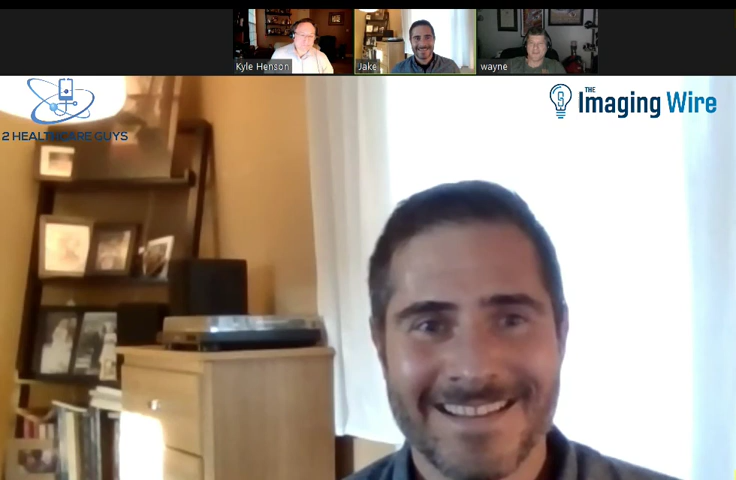 Kyle Henson
Jake
wayne
2 HEALTHCARE GUYS
THE
Imaging Wire